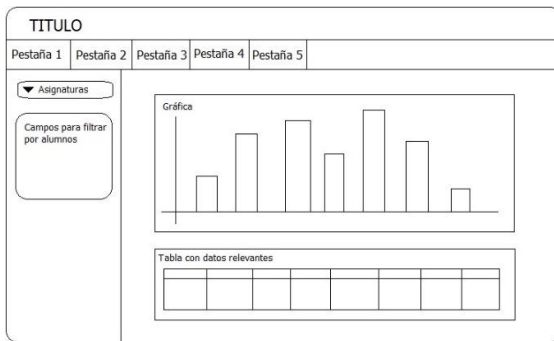 TITULO
Pestaña 1 Pestaña 2 Pestaña 3 Pestaña 4 Pestaña 5
Asignaturas
Campos para filtrar
por alumnos
Gráfica
Tabla con datos relevantes